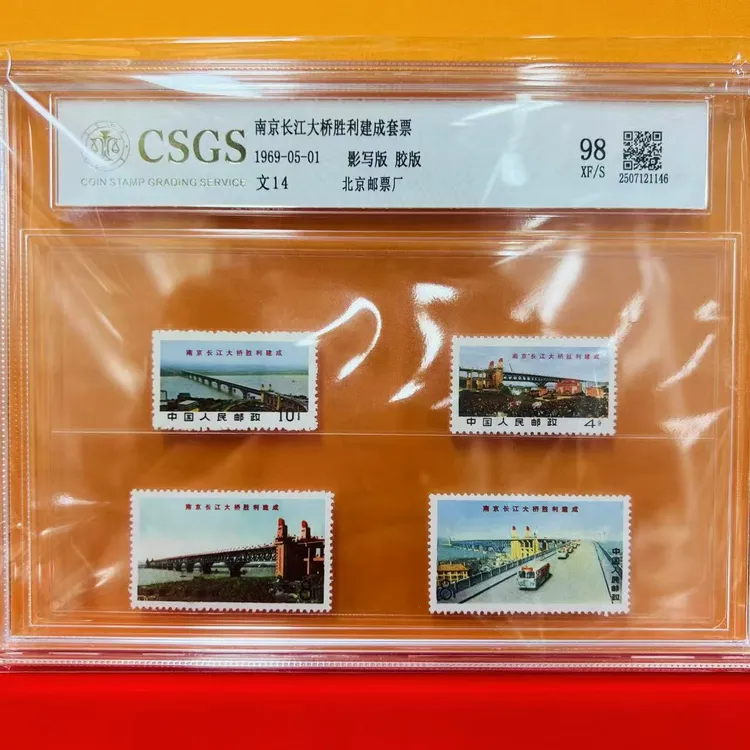 CSGS
COIN STAMP GRADING SERVICE
南京长江大桥胜利建成套票
1969-05-01 影写版 胶版
文14 北京邮票厂
98
XF/S
2507121146
南京长江大桥胜利建成
中国人民邮政
南京长江大桥胜利建成
中国人民邮政 4
南京长江大桥胜利建成
南京长江大桥胜利建成
中国人民邮政